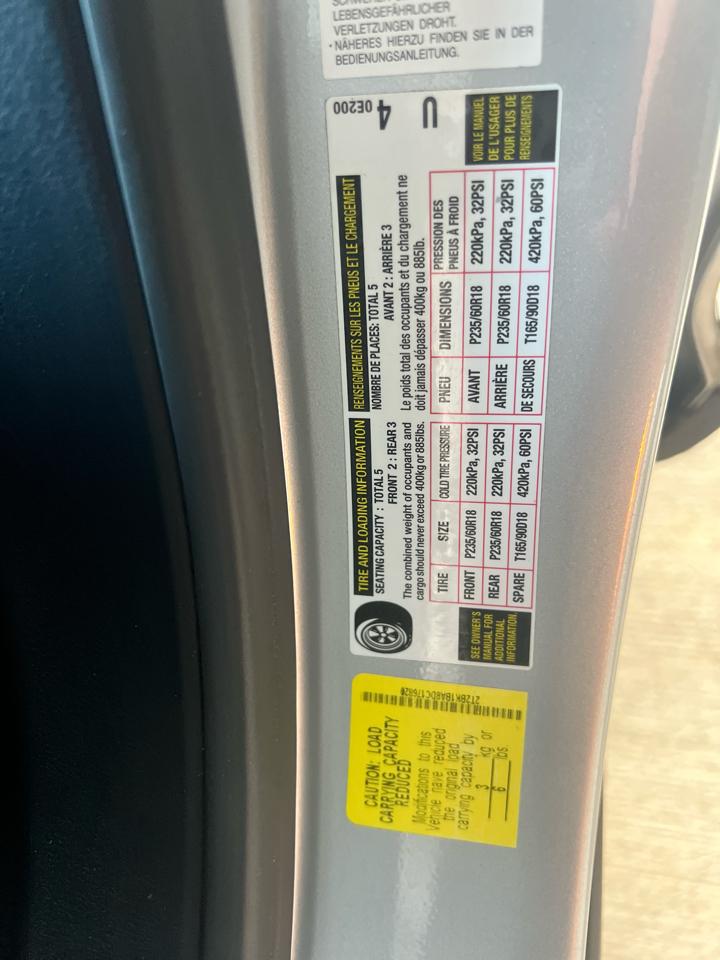 LEBENSGEFÄHRLICHER
VERLETZUNGEN DROHT.
•NÄHERES HIERZU FINDEN SIE IN DER
BEDIENUNGSANLEITUNG.
TIRE AND LOADING INFORMATION
SEATING CAPACITY : TOTAL 5
FRONT 2 : REAR 3
The combined weight of occupants and
cargo should never exceed 400kg or 885lbs.
TIRE SIZE COLD TIRE PRESSURE
FRONT P235/60R18 220kPa, 32PSI
REAR P235/60R18 220kPa, 32PSI
SPARE T165/90D18 420kPa, 60PSI
SEE OWNER'S
MANUAL FOR
ADDITIONAL
INFORMATION
RENSEIGNEMENTS SUR LES PNEUS ET LE CHARGEMENT
NOMBRE DE PLACES: TOTAL 5
AVANT 2 : ARRIÈRE 3
Le poids total des occupants et du chargement ne
doit jamais dépasser 400kg ou 885lb.
PNEU DIMENSIONS PRESSION DES
PNEUS À FROID
AVANT P235/60R18 220kPa, 32PSI
ARRIÈRE P235/60R18 220kPa, 32PSI
DE SECOURS T165/90D18 420kPa, 60PSI
VOIR LE MANUEL
DE L'USAGER
POUR PLUS DE
RENSEIGNEMENTS
0E200
4
U
2T2BK1BA8DC176820
CAUTION: LOAD
CARRYING CAPACITY
REDUCED
Modifications to this
Vehicle have reduced
the original load
carrying capacity by
3 kg or
6 lbs.